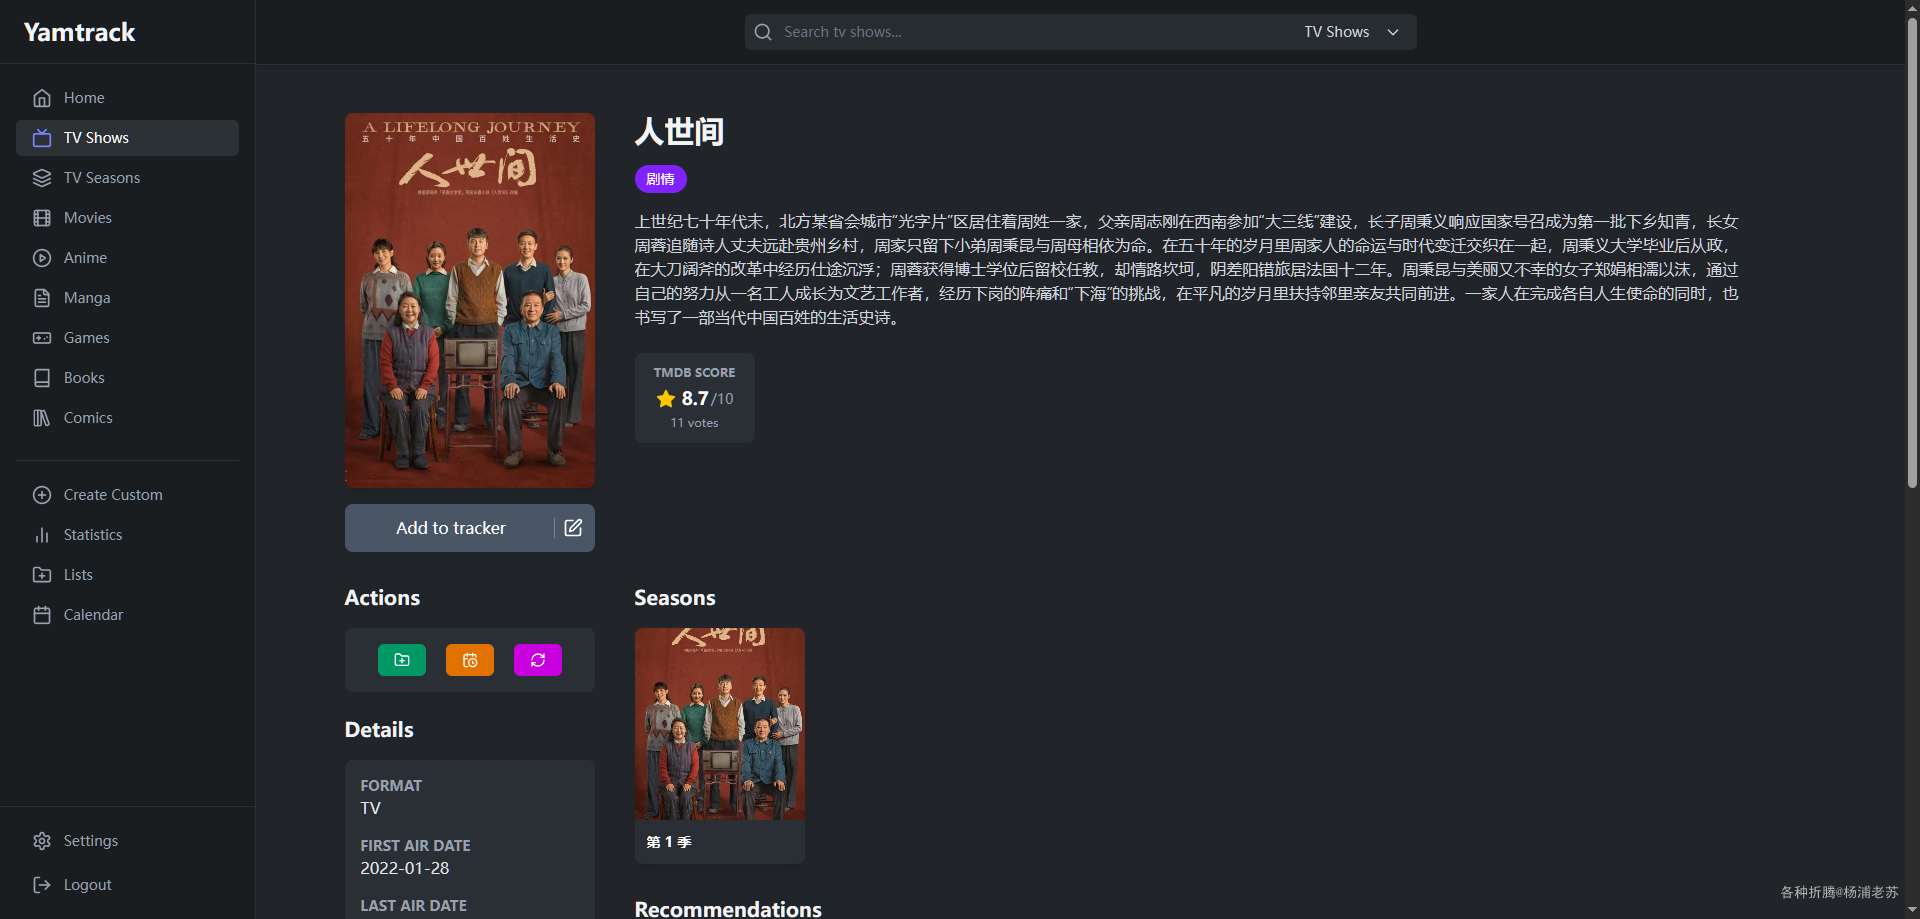 Yamtrack
Search tv shows...
TV Shows
Home
TV Shows
TV Seasons
Movies
Anime
Manga
Games
Books
Comics
Create Custom
Statistics
Lists
Calendar
Settings
Logout
A LIFELONG JOURNEY
五十年中国百姓生活史
人世间
Add to tracker
Actions
Details
FORMAT
TV
FIRST AIR DATE
2022-01-28
LAST AIR DATE
人世间
剧情
上世纪七十年代末，北方某省会城市“光字片”区居住着周姓一家，父亲周志刚在西南参加“大三线”建设，长子周秉义响应国家号召成为第一批下乡知青，长女
周蓉追随诗人丈夫远赴贵州乡村，周家只留下小弟周秉昆与周母相依为命。在五十年的岁月里周家人的命运与时代变迁交织在一起，周秉义大学毕业后从政，
在大刀阔斧的改革中经历仕途沉浮；周蓉获得博士学位后留校任教，却情路坎坷，阴差阳错旅居法国十二年。周秉昆与美丽又不幸的女子郑娟相濡以沫，通过
自己的努力从一名工人成长为文艺工作者，经历下岗的阵痛和“下海”的挑战，在平凡的岁月里扶持邻里亲友共同前进。一家人在完成各自人生使命的同时，也
书写了一部当代中国百姓的生活史诗。
TMDB SCORE
8.7/10
11 votes
Seasons
人世间
第 1 季
Recommendations
各种折腾@杨浦老苏